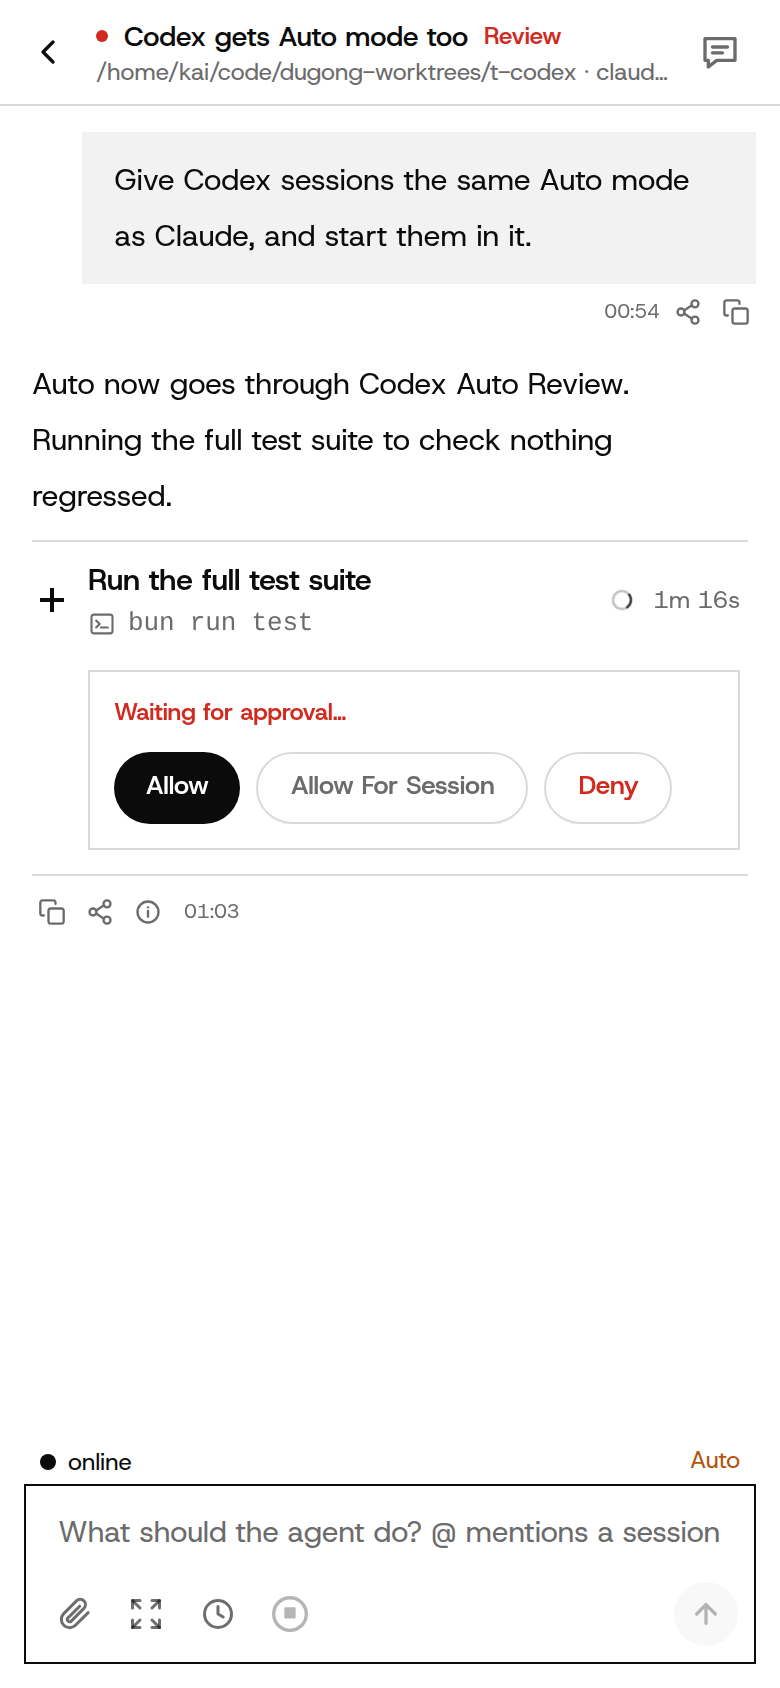 Codex gets Auto mode too Review
/home/kai/code/dugong-worktrees/t-codex · claud...
Give Codex sessions the same Auto mode
as Claude, and start them in it.
00:54
Auto now goes through Codex Auto Review.
Running the full test suite to check nothing
regressed.
Run the full test suite
bun run test
1m 16s
Waiting for approval...
Allow
Allow For Session
Deny
01:03
online
Auto
What should the agent do? @ mentions a session